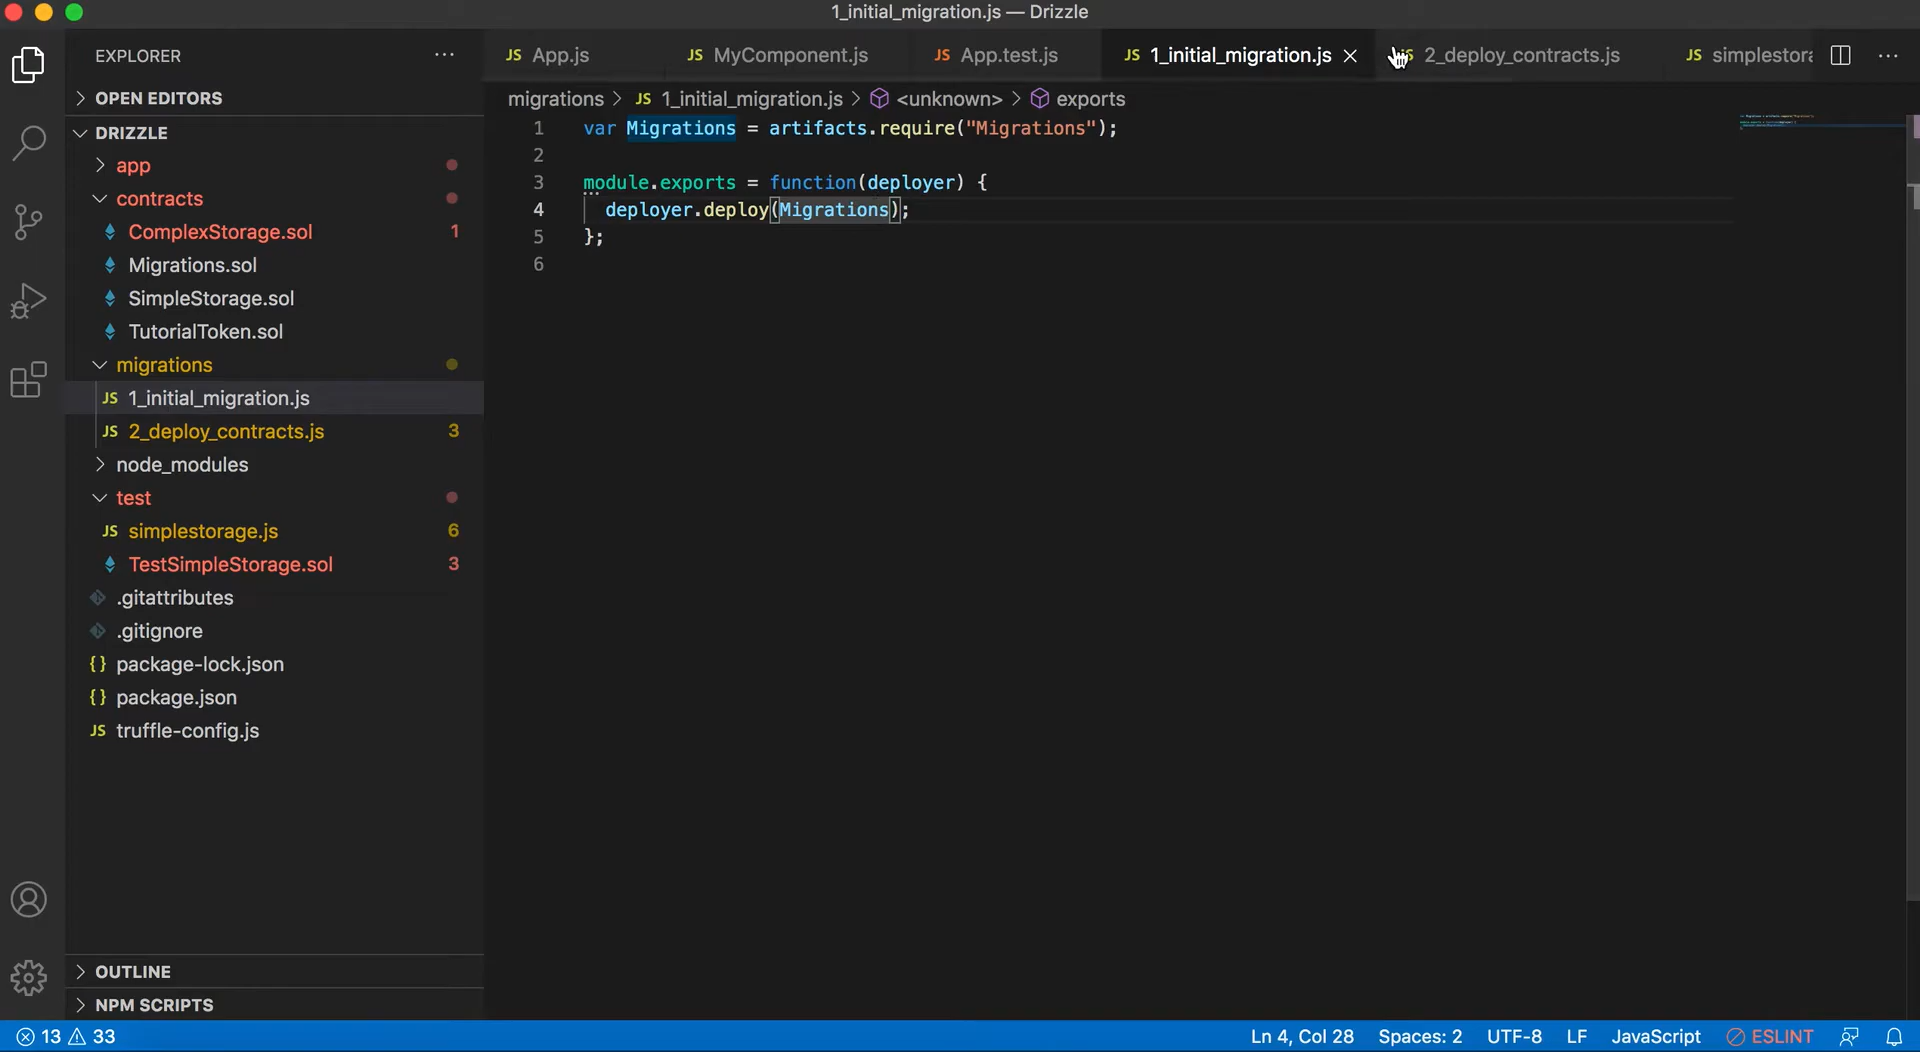 1_initial_migration.js — Drizzle
EXPLORER
OPEN EDITORS
DRIZZLE
app
contracts
ComplexStorage.sol 1
Migrations.sol
SimpleStorage.sol
TutorialToken.sol
migrations
JS 1_initial_migration.js
JS 2_deploy_contracts.js 3
node_modules
test
JS simplestorage.js 6
TestSimpleStorage.sol 3
.gitattributes
.gitignore
{} package-lock.json
{} package.json
JS truffle-config.js
OUTLINE
NPM SCRIPTS
JS App.js JS MyComponent.js JS App.test.js JS 1_initial_migration.js 2_deploy_contracts.js JS simplestora
migrations > JS 1_initial_migration.js > <unknown> > exports
1 var Migrations = artifacts.require("Migrations");
2
3 module.exports = function(deployer) {
4 deployer.deploy(Migrations);
5 };
6
13 33 Ln 4, Col 28 Spaces: 2 UTF-8 LF JavaScript ESLINT